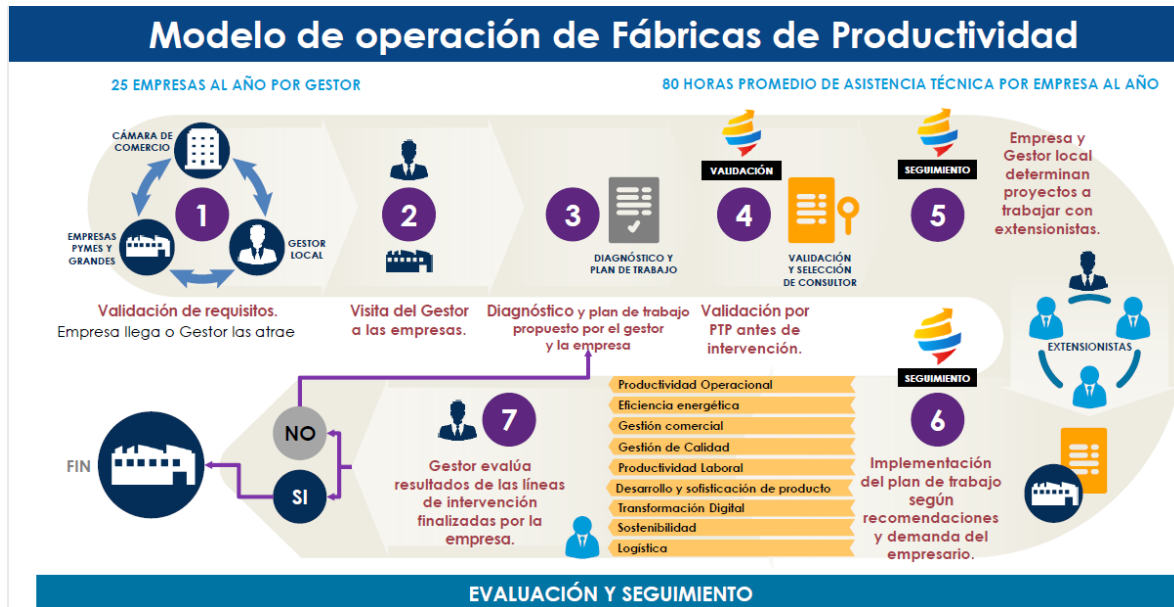 Modelo de operación de Fábricas de Productividad
25 EMPRESAS AL AÑO POR GESTOR
80 HORAS PROMEDIO DE ASISTENCIA TÉCNICA POR EMPRESA AL AÑO
CÁMARA DE
COMERCIO
EMPRESAS
PYMES Y
GRANDES
1
GESTOR
LOCAL
Validación de requisitos.
Empresa llega o Gestor las atrae
2
Visita del Gestor
a las empresas.
3
DIAGNÓSTICO Y
PLAN DE TRABAJO
Diagnóstico y plan de trabajo
propuesto por el gestor
y la empresa
VALIDACIÓN
4
VALIDACIÓN
Y SELECCIÓN
DE CONSULTOR
Validación por
PTP antes de
intervención.
SEGUIMIENTO
5
Empresa y
Gestor local
determinan
proyectos a
trabajar con
extensionistas.
EXTENSIONISTAS
SEGUIMIENTO
6
Implementación
del plan de trabajo
según
recomendaciones
y demanda del
empresario.
Productividad Operacional
Eficiencia energética
Gestión comercial
Gestión de Calidad
Productividad Laboral
Desarrollo y sofisticación de producto
Transformación Digital
Sostenibilidad
Logística
7
Gestor evalúa
resultados de las líneas
de intervención
finalizadas por la
empresa.
NO
SI
FIN
EVALUACIÓN Y SEGUIMIENTO